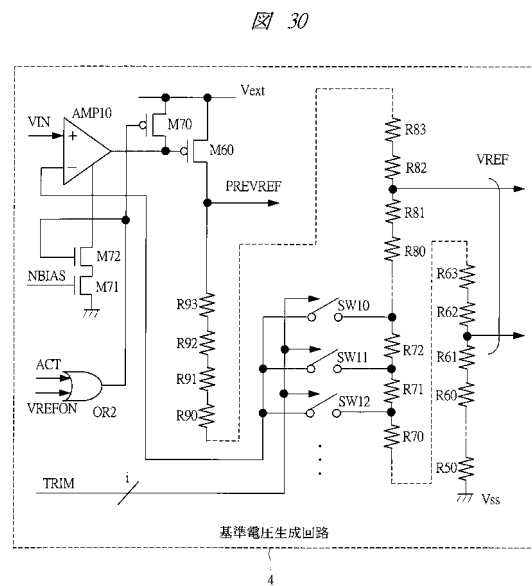 図 30
Vext
AMP10
VIN
+
−
M70
M60
PREVREF
M72
NBIAS
M71
ACT
VREFON
OR2
TRIM
i
R93
R92
R91
R90
SW10
SW11
SW12
R83
R82
R81
R80
R72
R71
R70
VREF
R63
R62
R61
R60
R50
Vss
基準電圧生成回路
4